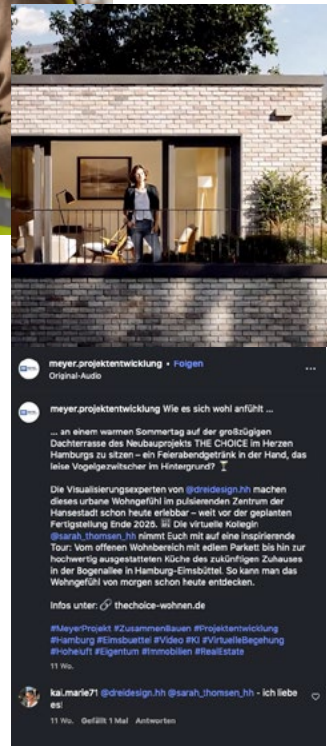 meyer.projektentwicklung • Folgen
Original-Audio
meyer.projektentwicklung Wie es sich wohl anfühlt ...
... an einem warmen Sommertag auf der großzügigen
Dachterrasse des Neubauprojekts THE CHOICE im Herzen
Hamburgs zu sitzen – ein Feierabendgetränk in der Hand, das
leise Vogelgezwitscher im Hintergrund? 🍸
Die Visualisierungsexperten von @dreidesign.hh machen
dieses urbane Wohngefühl im pulsierenden Zentrum der
Hansestadt schon heute erlebbar – weit vor der geplanten
Fertigstellung Ende 2026. Die virtuelle Kollegin
@sarah_thomsen_hh nimmt Euch mit auf eine inspirierende
Tour: Vom offenen Wohnbereich mit edlem Parkett bis hin zur
hochwertig ausgestatteten Küche des zukünftigen Zuhauses
in der Bogenallee in Hamburg-Eimsbüttel. So kann man das
Wohngefühl von morgen schon heute entdecken.
Infos unter: 🔗 thechoice-wohnen.de
#MeyerProjekt #ZusammenBauen #Projektentwicklung
#Hamburg #Eimsbuettel #Video #KI #VirtuelleBegehung
#Hoheluft #Eigentum #Immobilien #RealEstate
11 Wo.
kai.marie71 @dreidesign.hh @sarah_thomsen_hh - ich liebe
es!
11 Wo. Gefällt 1 Mal Antworten